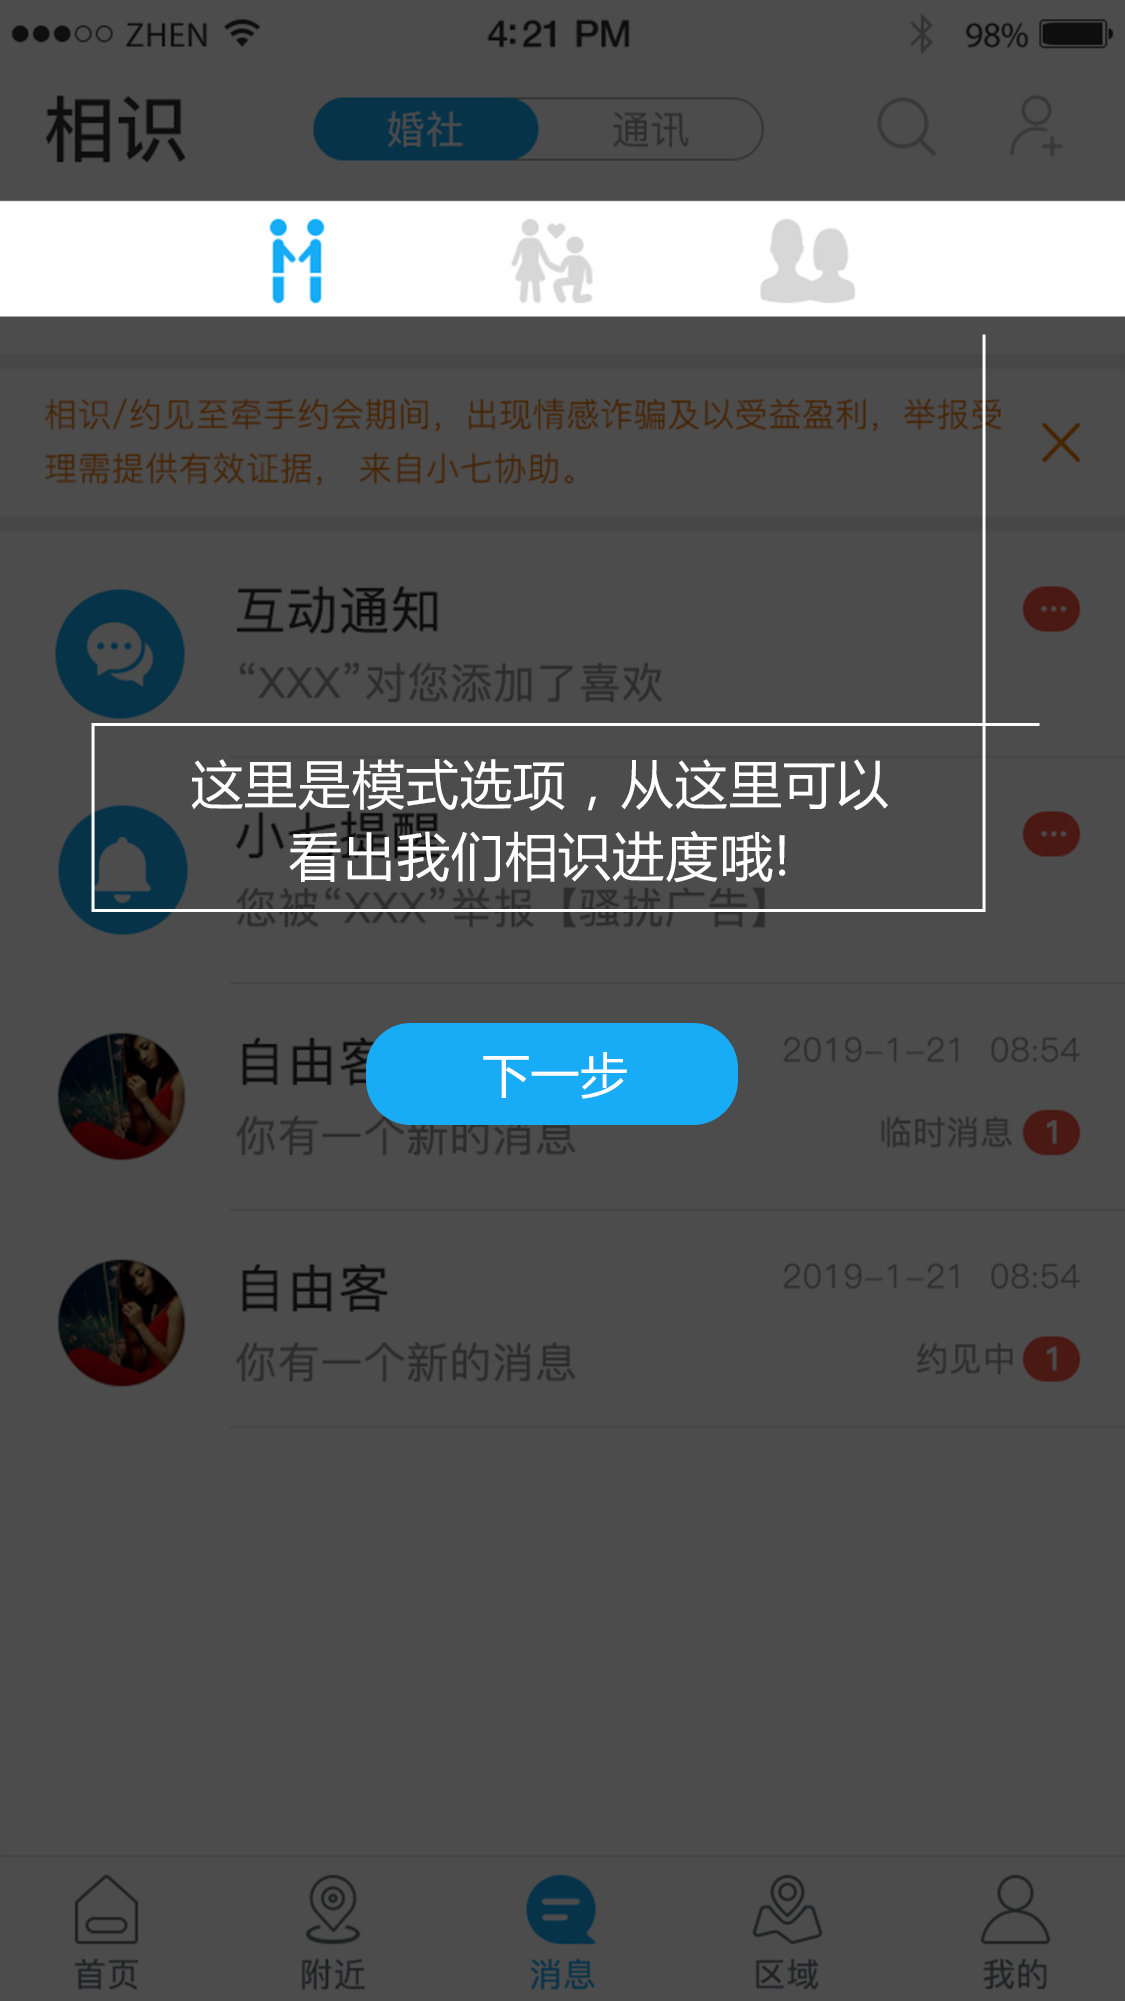 ZHEN 4:21 PM 98%
相识 婚社 通讯
相识/约见至牵手约会期间，出现情感诈骗及以受益盈利，举报受
理需提供有效证据， 来自小七协助。
互动通知
“XXX”对您添加了喜欢
这里是模式选项，从这里可以
看出我们相识进度哦!
小七提醒
您被“XXX”举报【骚扰广告】
自由客 2019-1-21 08:54
下一步
你有一个新的消息 临时消息 1
自由客 2019-1-21 08:54
你有一个新的消息 约见中 1
首页 附近 消息 区域 我的